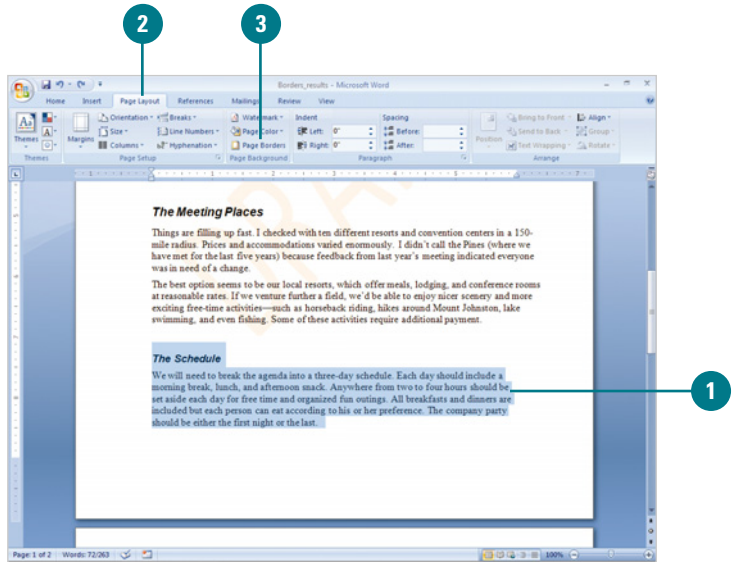 2
3
Borders_results - Microsoft Word
Home Insert Page Layout References Mailings Review View
Themes
Margins
Orientation
Size
Columns
Breaks
Line Numbers
Hyphenation
Watermark
Page Color
Page Borders
Indent
Left: 0"
Right: 0"
Spacing
Before:
After:
Position
Bring to Front
Send to Back
Text Wrapping
Align
Group
Rotate
Themes Page Setup Page Background Paragraph Arrange
The Meeting Places
Things are filling up fast. I checked with ten different resorts and convention centers in a 150-
mile radius. Prices and accommodations varied enormously. I didn't call the Pines (where we
have met for the last five years) because feedback from last year's meeting indicated everyone
was in need of a change.
The best option seems to be our local resorts, which offer meals, lodging, and conference rooms
at reasonable rates. If we venture further a field, we'd be able to enjoy nicer scenery and more
exciting free-time activities—such as horseback riding, hikes around Mount Johnston, lake
swimming, and even fishing. Some of these activities require additional payment.
The Schedule
We will need to break the agenda into a three-day schedule. Each day should include a
morning break, lunch, and afternoon snack. Anywhere from two to four hours should be
set aside each day for free time and organized fun outings. All breakfasts and dinners are
included but each person can eat according to his or her preference. The company party
should be either the first night or the last.
1
Page: 1 of 2 Words: 72/263
100%